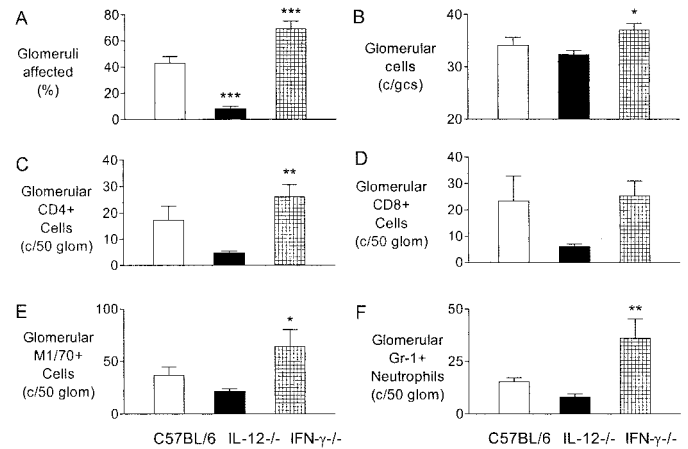 A
Glomeruli
affected
(%)
80
60
40
20
0
***
***
B
Glomerular
cells
(c/gcs)
40
30
20
*
C
Glomerular
CD4+
Cells
(c/50 glom)
40
30
20
10
0
**
D
Glomerular
CD8+
Cells
(c/50 glom)
40
30
20
10
0
E
Glomerular
M1/70+
Cells
(c/50 glom)
100
50
0
*
F
Glomerular
Gr-1+
Neutrophils
(c/50 glom)
50
25
0
**
C57BL/6 IL-12-/- IFN-γ-/-
C57BL/6 IL-12-/- IFN-γ-/-